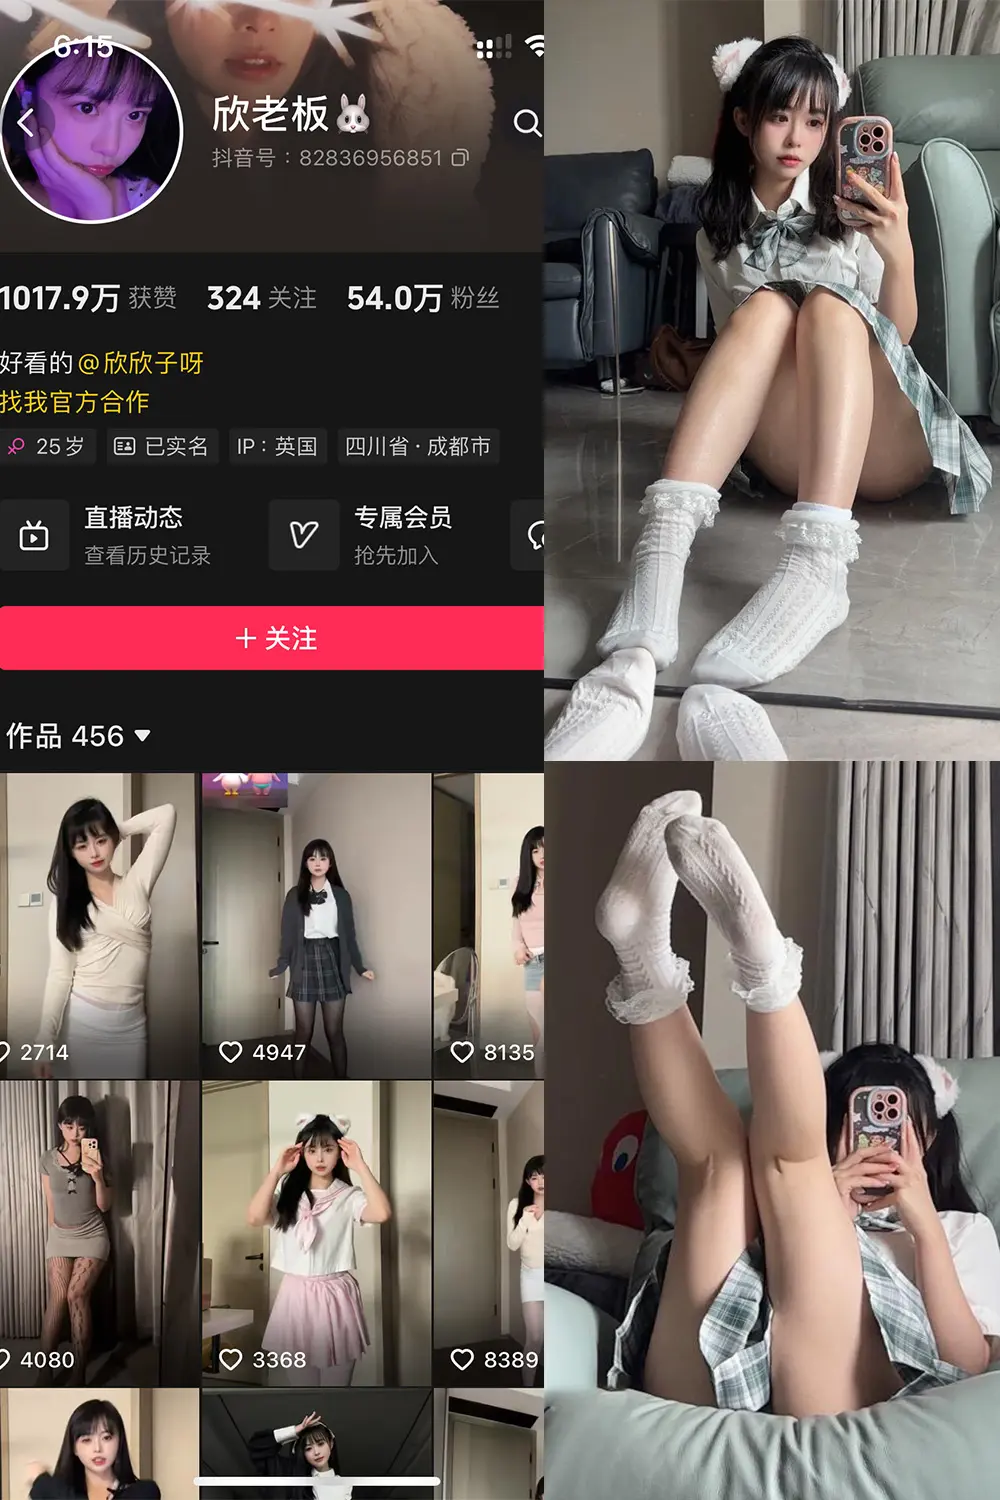 6:15
欣老板🐰
抖音号：82836956851
1017.9万 获赞 324 关注 54.0万 粉丝
好看的@欣欣子呀
找我官方合作
25岁 已实名 IP：英国 四川省·成都市
直播动态 专属会员
查看历史记录 抢先加入
+ 关注
作品 456
2714 4947 8135
4080 3368 8389